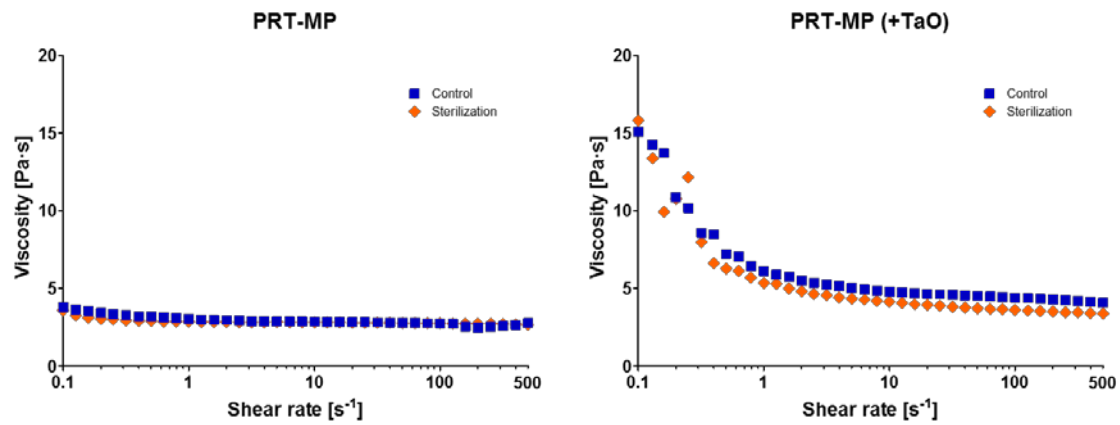 PRT-MP
20
15
10
5
0
Viscosity [Pa·s]
Control
Sterilization
0.1
1
10
100
500
Shear rate [s⁻¹]
PRT-MP (+TaO)
20
15
10
5
0
Viscosity [Pa·s]
Control
Sterilization
0.1
1
10
100
500
Shear rate [s⁻¹]